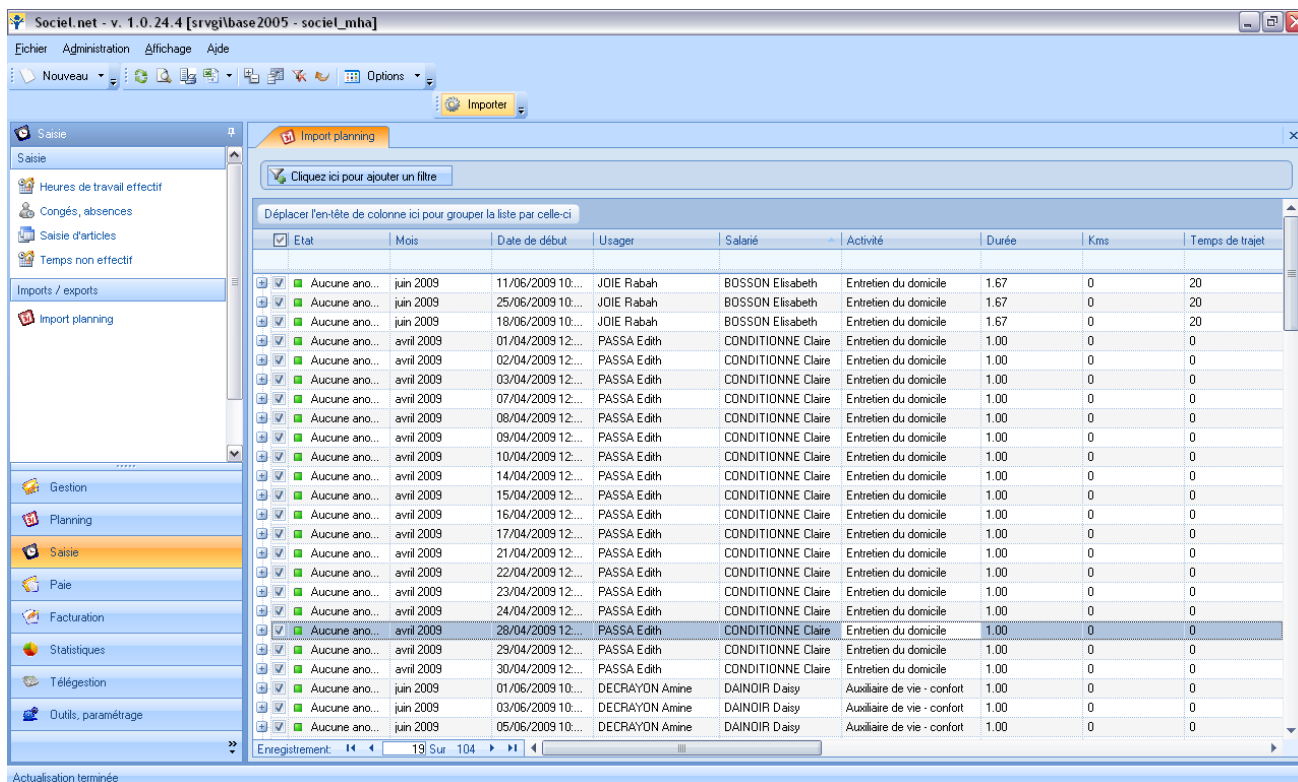 Sociel.net - v. 1.0.24.4 [srvgi\base2005 - sociel_mha]
Fichier Administration Affichage Aide
Nouveau Options
Importer
Saisie
Saisie
Heures de travail effectif
Congés, absences
Saisie d'articles
Temps non effectif
Imports / exports
Import planning
Gestion
Planning
Saisie
Paie
Facturation
Statistiques
Télégestion
Outils, paramétrage
Import planning
Cliquez ici pour ajouter un filtre
Déplacer l'en-tête de colonne ici pour grouper la liste par celle-ci
Etat Mois Date de début Usager Salarié Activité Durée Kms Temps de trajet
Aucune ano... juin 2009 11/06/2009 10:... JOIE Rabah BOSSON Elisabeth Entretien du domicile 1.67 0 20
Aucune ano... juin 2009 25/06/2009 10:... JOIE Rabah BOSSON Elisabeth Entretien du domicile 1.67 0 20
Aucune ano... juin 2009 18/06/2009 10:... JOIE Rabah BOSSON Elisabeth Entretien du domicile 1.67 0 20
Aucune ano... avril 2009 01/04/2009 12:... PASSA Edith CONDITIONNE Claire Entretien du domicile 1.00 0 0
Aucune ano... avril 2009 02/04/2009 12:... PASSA Edith CONDITIONNE Claire Entretien du domicile 1.00 0 0
Aucune ano... avril 2009 03/04/2009 12:... PASSA Edith CONDITIONNE Claire Entretien du domicile 1.00 0 0
Aucune ano... avril 2009 07/04/2009 12:... PASSA Edith CONDITIONNE Claire Entretien du domicile 1.00 0 0
Aucune ano... avril 2009 08/04/2009 12:... PASSA Edith CONDITIONNE Claire Entretien du domicile 1.00 0 0
Aucune ano... avril 2009 09/04/2009 12:... PASSA Edith CONDITIONNE Claire Entretien du domicile 1.00 0 0
Aucune ano... avril 2009 10/04/2009 12:... PASSA Edith CONDITIONNE Claire Entretien du domicile 1.00 0 0
Aucune ano... avril 2009 14/04/2009 12:... PASSA Edith CONDITIONNE Claire Entretien du domicile 1.00 0 0
Aucune ano... avril 2009 15/04/2009 12:... PASSA Edith CONDITIONNE Claire Entretien du domicile 1.00 0 0
Aucune ano... avril 2009 16/04/2009 12:... PASSA Edith CONDITIONNE Claire Entretien du domicile 1.00 0 0
Aucune ano... avril 2009 17/04/2009 12:... PASSA Edith CONDITIONNE Claire Entretien du domicile 1.00 0 0
Aucune ano... avril 2009 21/04/2009 12:... PASSA Edith CONDITIONNE Claire Entretien du domicile 1.00 0 0
Aucune ano... avril 2009 22/04/2009 12:... PASSA Edith CONDITIONNE Claire Entretien du domicile 1.00 0 0
Aucune ano... avril 2009 23/04/2009 12:... PASSA Edith CONDITIONNE Claire Entretien du domicile 1.00 0 0
Aucune ano... avril 2009 24/04/2009 12:... PASSA Edith CONDITIONNE Claire Entretien du domicile 1.00 0 0
Aucune ano... avril 2009 28/04/2009 12:... PASSA Edith CONDITIONNE Claire Entretien du domicile 1.00 0 0
Aucune ano... avril 2009 29/04/2009 12:... PASSA Edith CONDITIONNE Claire Entretien du domicile 1.00 0 0
Aucune ano... avril 2009 30/04/2009 12:... PASSA Edith CONDITIONNE Claire Entretien du domicile 1.00 0 0
Aucune ano... juin 2009 01/06/2009 10:... DECRAYON Amine DAINOIR Daisy Auxiliaire de vie - confort 1.00 0 0
Aucune ano... juin 2009 03/06/2009 10:... DECRAYON Amine DAINOIR Daisy Auxiliaire de vie - confort 1.00 0 0
Aucune ano... juin 2009 05/06/2009 10:... DECRAYON Amine DAINOIR Daisy Auxiliaire de vie - confort 1.00 0 0
Enregistrement: 19 Sur 104
Actualisation terminée